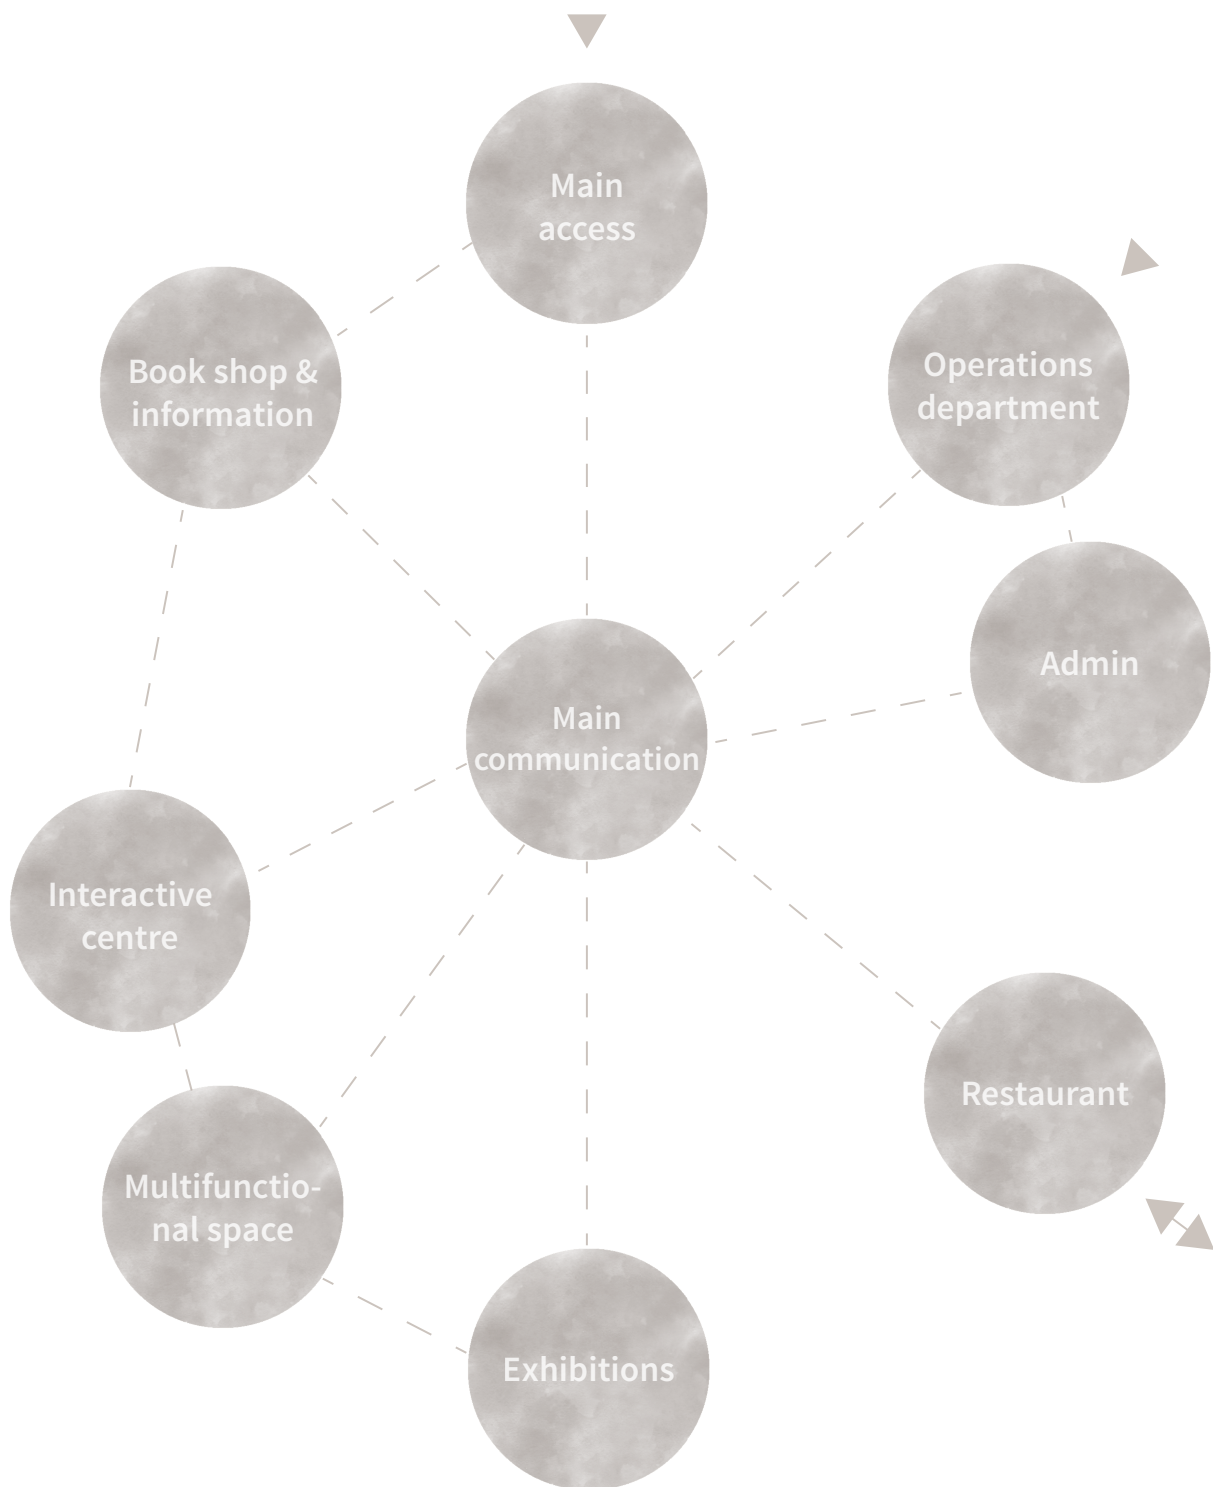 Main
access
Book shop &
information
Operations
department
Admin
Main
communication
Interactive
centre
Restaurant
Multifunctio-
nal space
Exhibitions